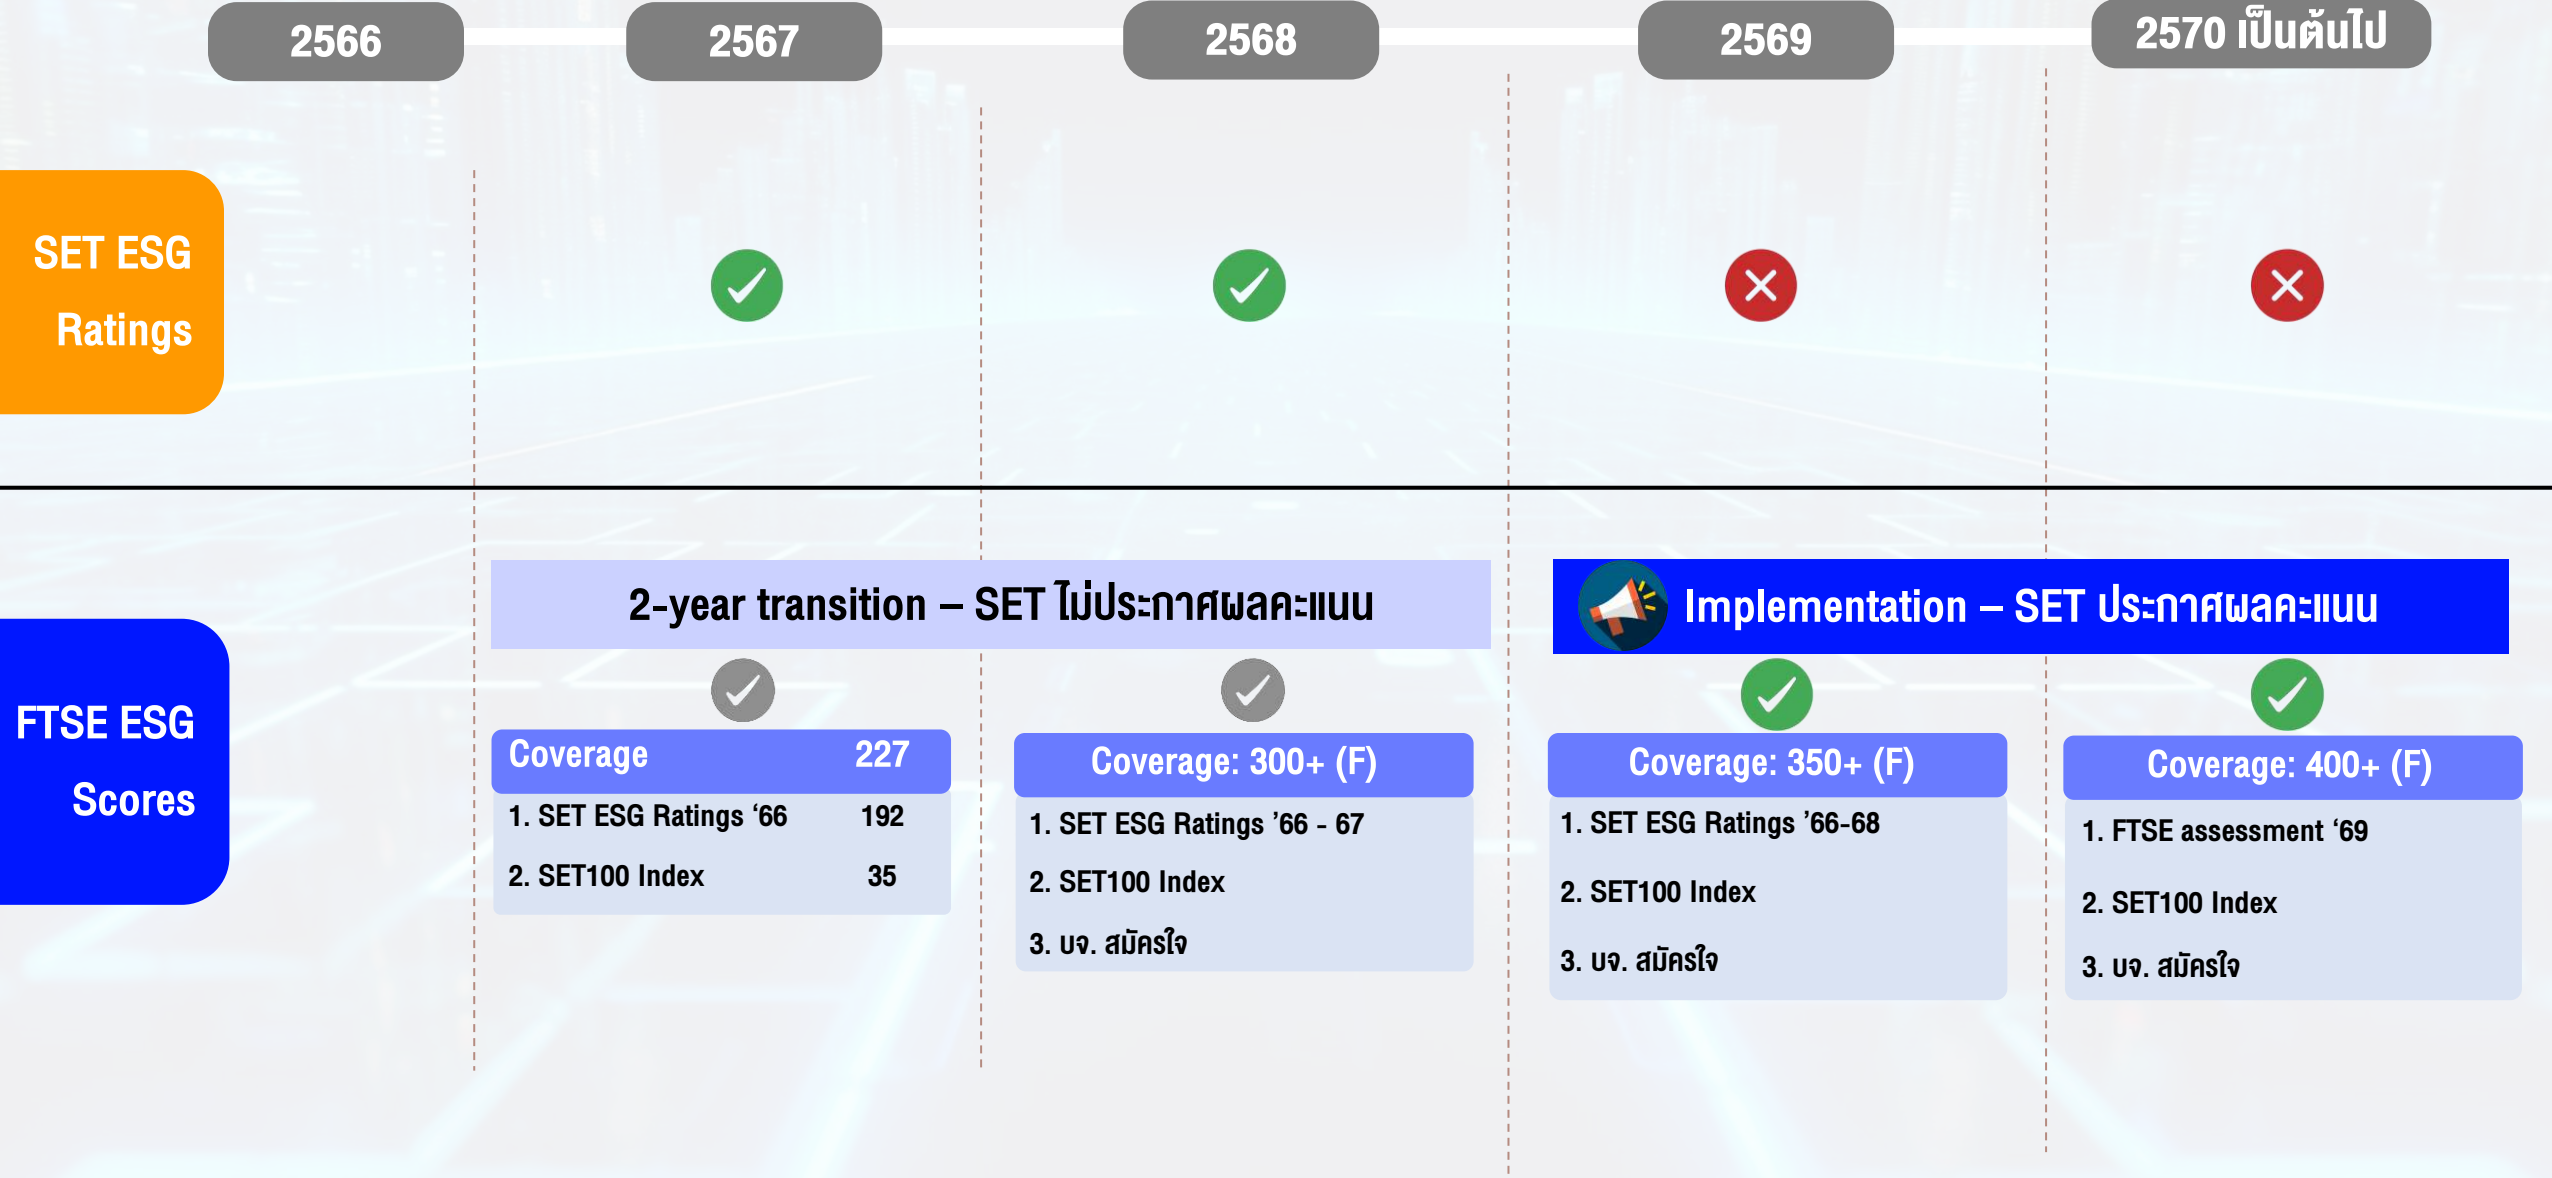 2566
2567
2568
2569
2570 เป็นต้นไป
SET ESG
Ratings
FTSE ESG
Scores
2-year transition – SET ไม่ประกาศผลคะแนน
Implementation – SET ประกาศผลคะแนน
Coverage 227
1. SET ESG Ratings ‘66 192
2. SET100 Index 35
Coverage: 300+ (F)
1. SET ESG Ratings ’66 - 67
2. SET100 Index
3. บจ. สมัครใจ
Coverage: 350+ (F)
1. SET ESG Ratings ’66-68
2. SET100 Index
3. บจ. สมัครใจ
Coverage: 400+ (F)
1. FTSE assessment ‘69
2. SET100 Index
3. บจ. สมัครใจ